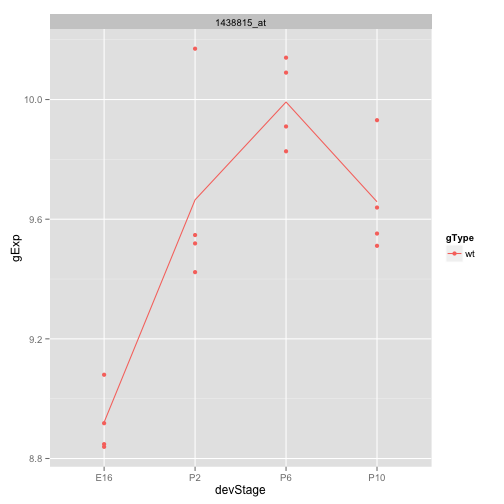 1438815_at
10.0
9.6
9.2
8.8
gExp
E16 P2 P6 P10
devStage
gType
wt